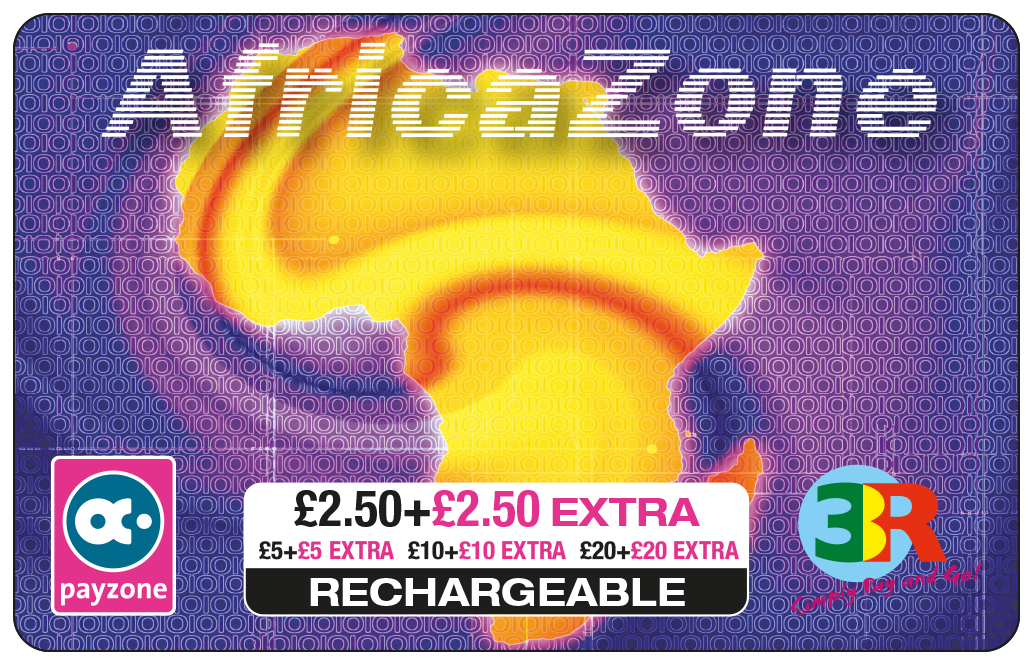 AfricaZone
£2.50+£2.50 EXTRA
£5+£5 EXTRA £10+£10 EXTRA £20+£20 EXTRA
RECHARGEABLE
payzone
3R
Simply Pay and Go!